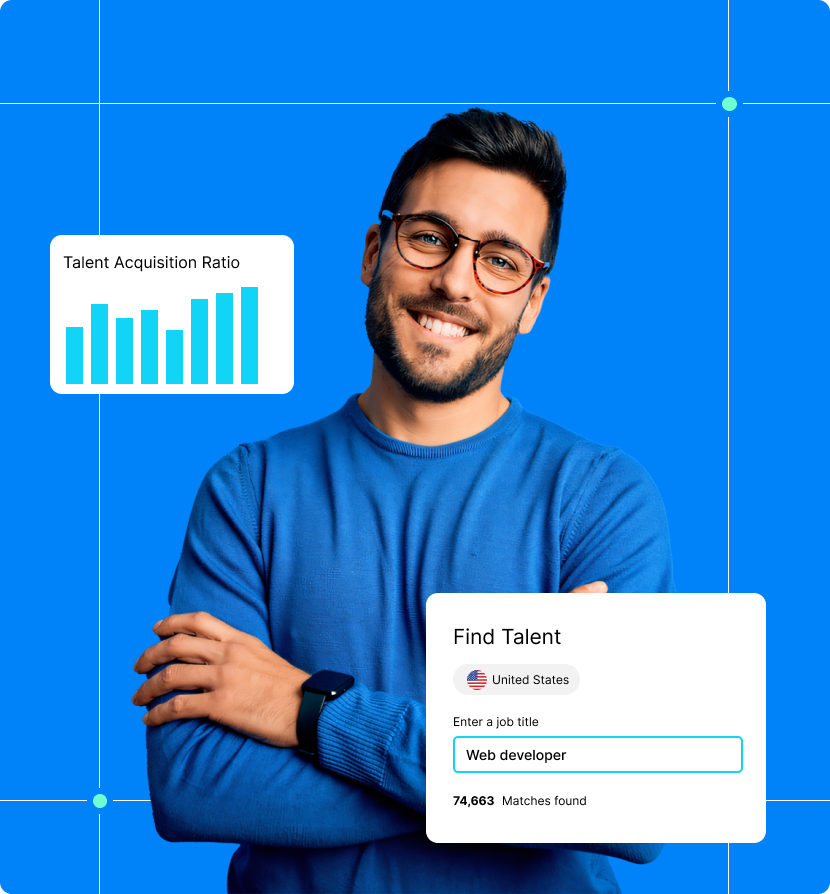 Talent Acquisition Ratio
Find Talent
United States
Enter a job title
Web developer
74,663 Matches found